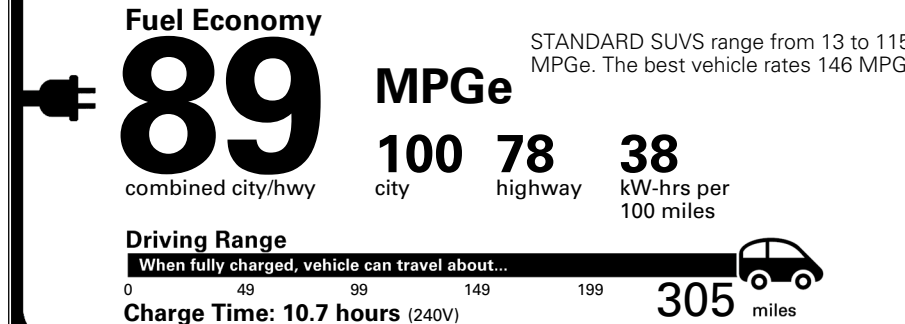 Fuel Economy
89
MPGe
STANDARD SUVS range from 13 to 115
MPGe. The best vehicle rates 146 MPG
combined city/hwy
100
city
78
highway
38
kW-hrs per
100 miles
Driving Range
When fully charged, vehicle can travel about...
0 49 99 149 199 305 miles
Charge Time: 10.7 hours (240V)